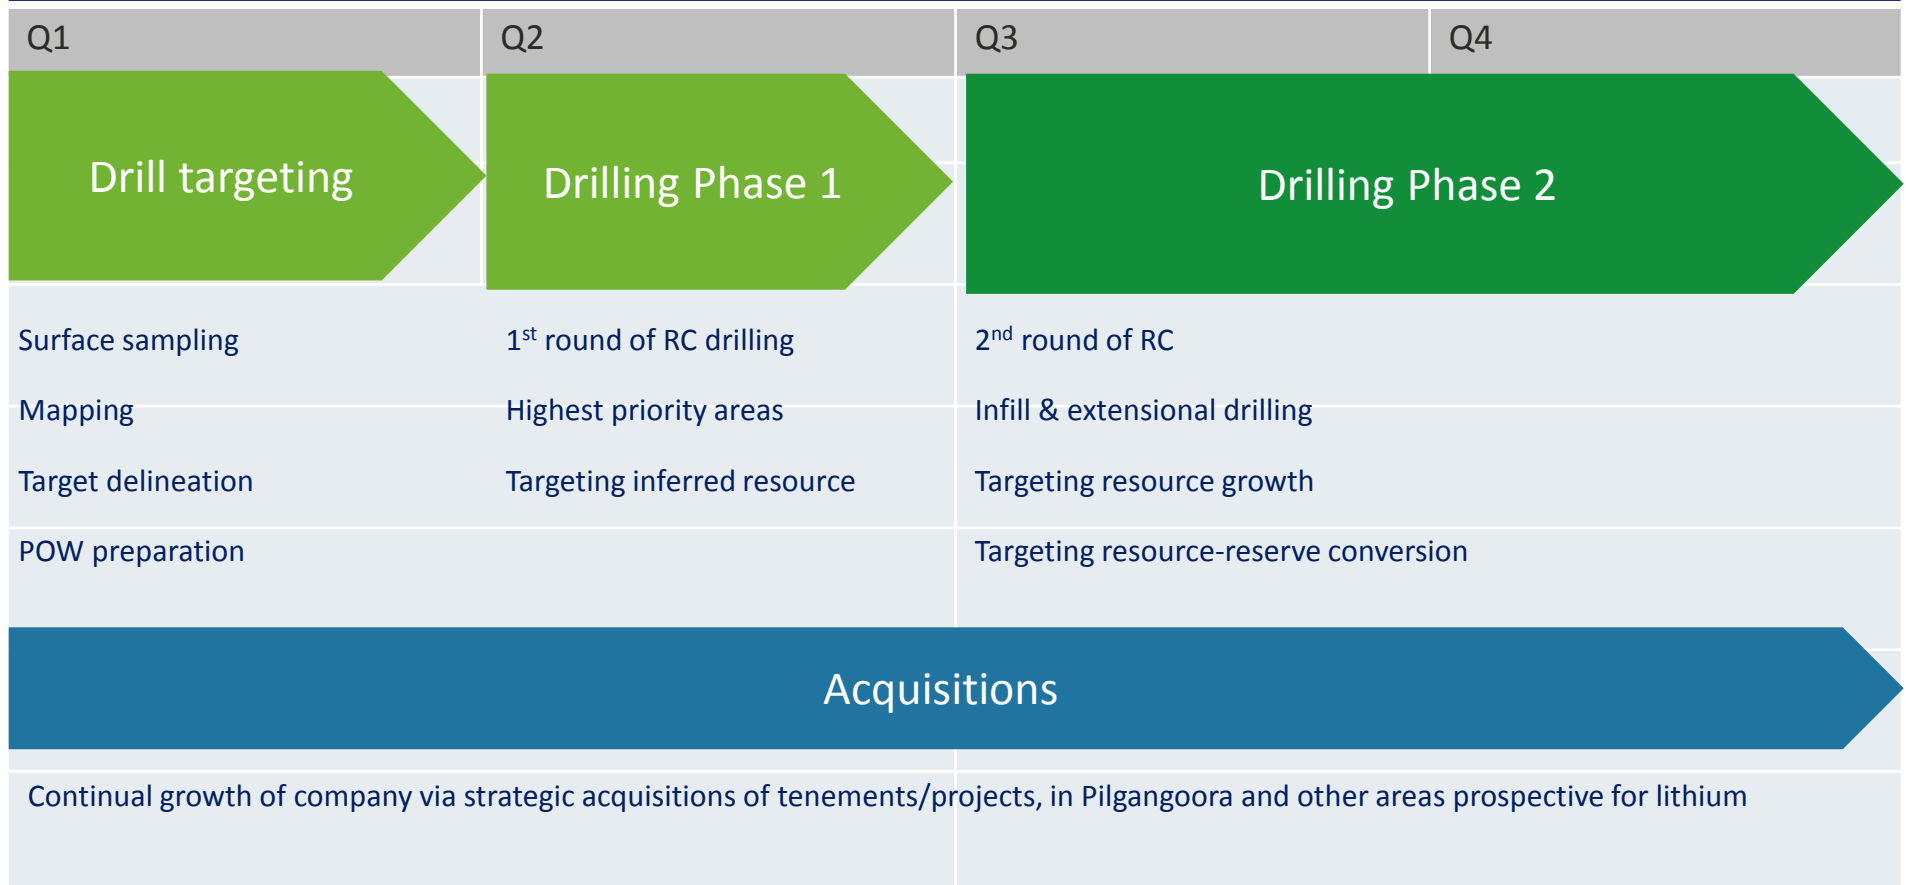 Q1
Q2
Q3
Q4
Drill targeting
Drilling Phase 1
Drilling Phase 2
Surface sampling
Mapping
Target delineation
POW preparation
1st round of RC drilling
Highest priority areas
Targeting inferred resource
2nd round of RC
Infill & extensional drilling
Targeting resource growth
Targeting resource-reserve conversion
Acquisitions
Continual growth of company via strategic acquisitions of tenements/projects, in Pilgangoora and other areas prospective for lithium